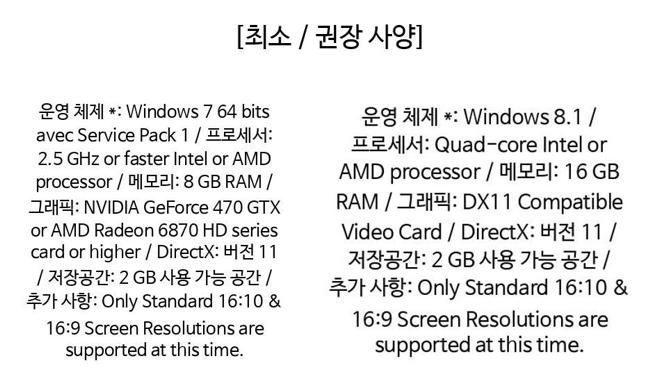 [최소 / 권장 사양]
운영 체제 *: Windows 7 64 bits
avec Service Pack 1 / 프로세서:
2.5 GHz or faster Intel or AMD
processor / 메모리: 8 GB RAM /
그래픽: NVIDIA GeForce 470 GTX
or AMD Radeon 6870 HD series
card or higher / DirectX: 버전 11
/ 저장공간: 2 GB 사용 가능 공간 /
추가 사항: Only Standard 16:10 &
16:9 Screen Resolutions are
supported at this time.
운영 체제 *: Windows 8.1 /
프로세서: Quad-core Intel or
AMD processor / 메모리: 16 GB
RAM / 그래픽: DX11 Compatible
Video Card / DirectX: 버전 11 /
저장공간: 2 GB 사용 가능 공간 /
추가 사항: Only Standard 16:10 &
16:9 Screen Resolutions are
supported at this time.